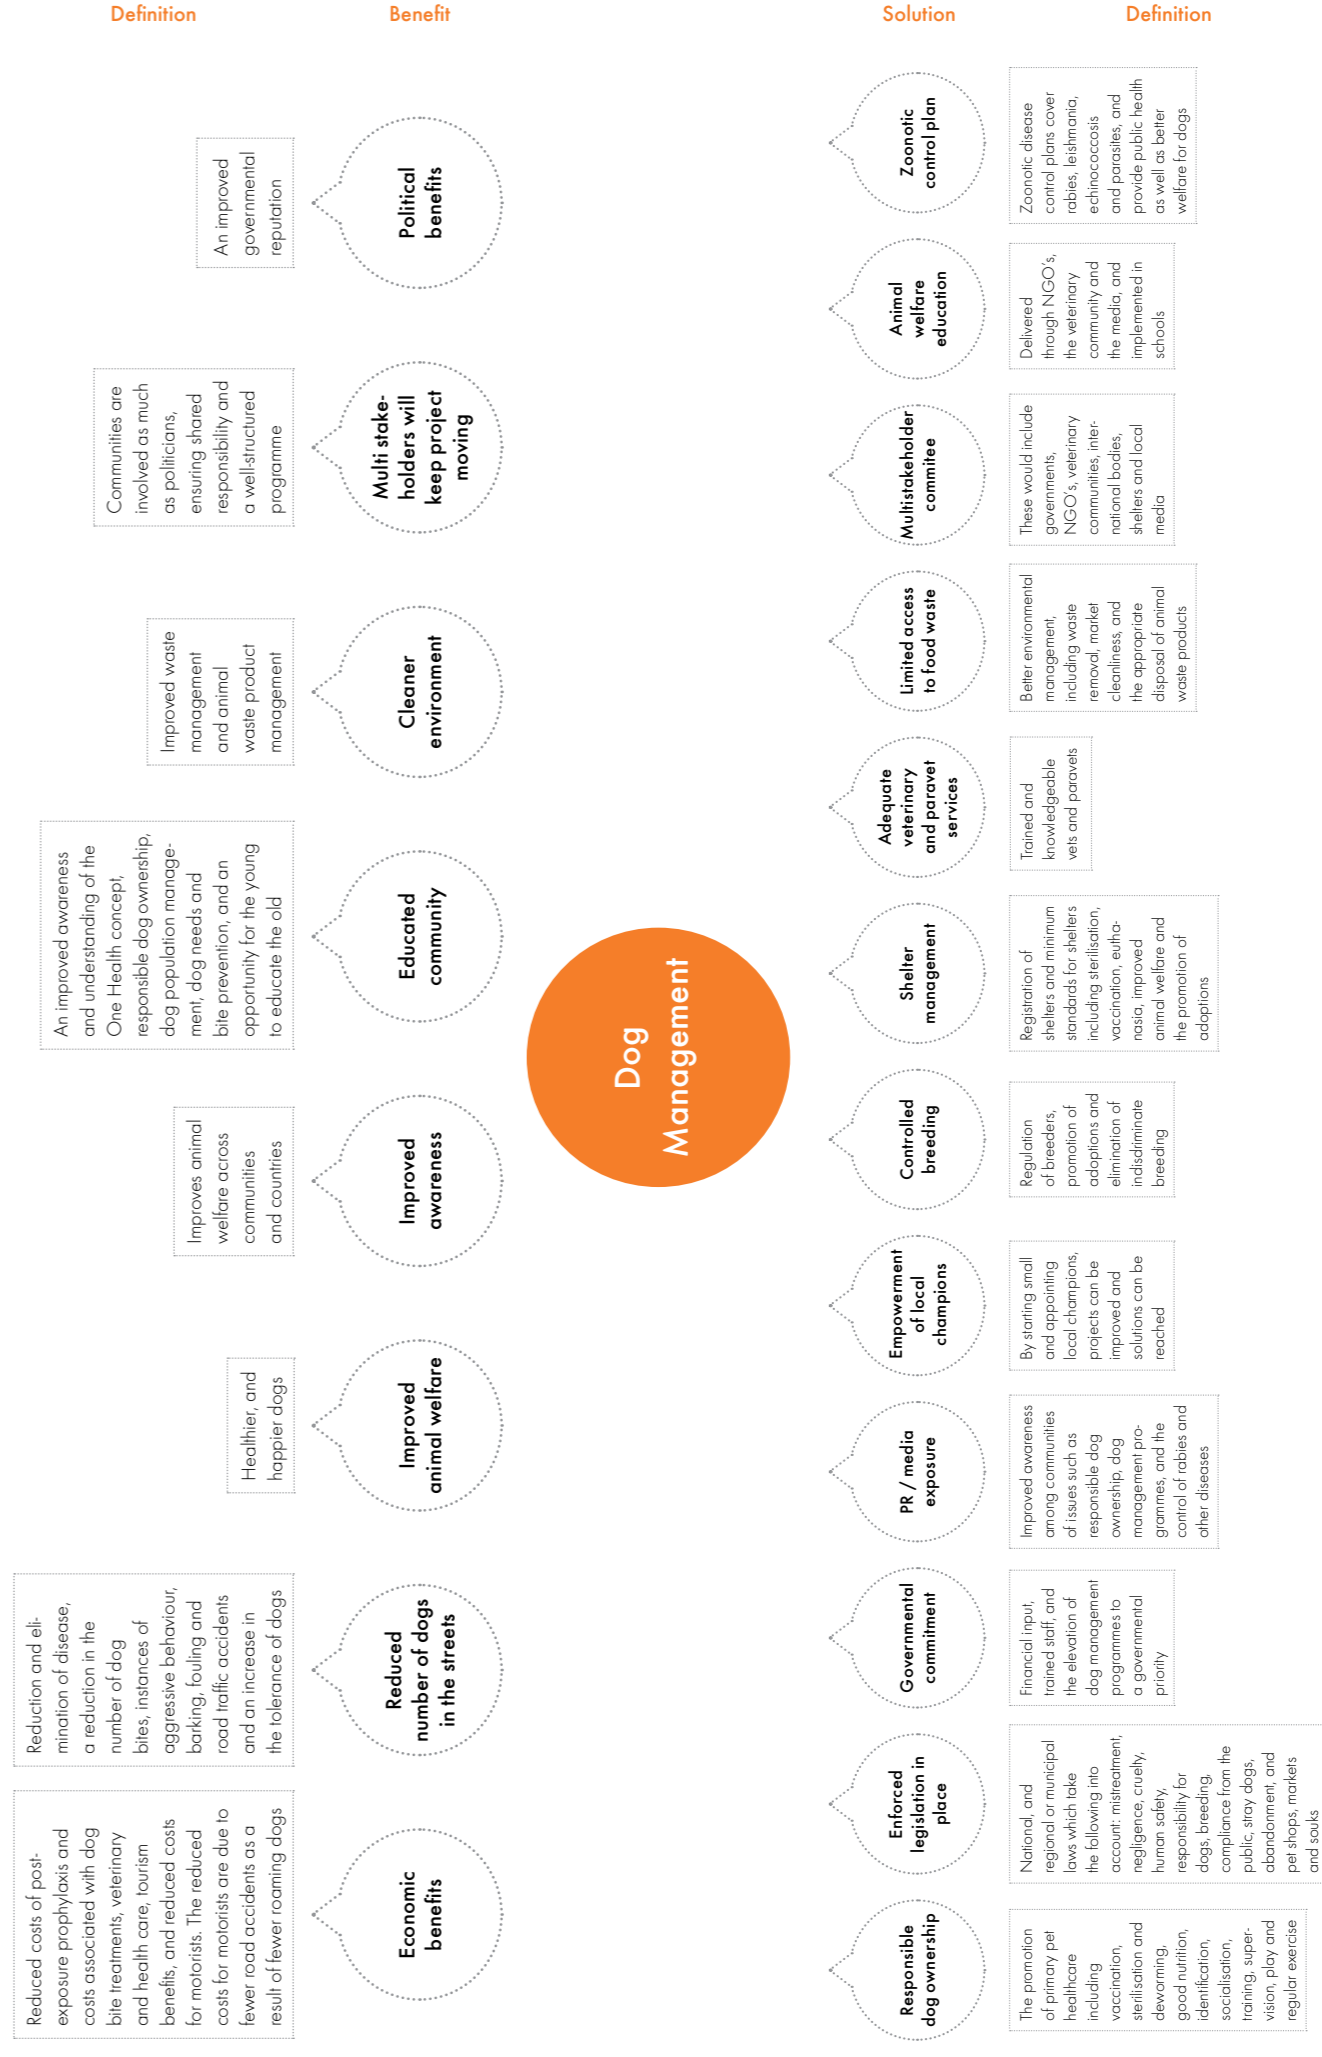 Definition
Reduced costs of post-
exposure prophylaxis and
costs associated with dog
bite treatments, veterinary
and health care, tourism
benefits, and reduced costs
for motorists. The reduced
costs for motorists are due to
fewer road accidents as a
result of fewer roaming dogs
Reduction and eli-
mination of disease,
a reduction in the
number of dog
bites, instances of
aggressive behaviour,
barking, fouling and
road traffic accidents
and an increase in
the tolerance of dogs
Healthier, and
happier dogs
Improves animal
welfare across
communities
and countries
An improved awareness
and understanding of the
One Health concept,
responsible dog ownership,
dog population manage-
ment, dog needs and
bite prevention, and an
opportunity for the young
to educate the old
Improved waste
management
and animal
waste product
management
Communities are
involved as much
as politicians,
ensuring shared
responsibility and
a well-structured
programme
An improved
governmental
reputation
Benefit
Economic
benefits
Reduced
number of dogs
in the streets
Improved
animal welfare
Improved
awareness
Educated
community
Cleaner
environment
Multi stake-
holders will
keep project
moving
Political
benefits
Dog
Management
Solution
Responsible
dog ownership
Enforced
legislation in
place
Governmental
commitment
PR / media
exposure
Empowerment
of local
champions
Controlled
breeding
Shelter
management
Adequate
veterinary
and paravet
services
Limited access
to food waste
Multistakeholder
commitee
Animal
welfare
education
Zoonotic
control plan
Definition
The promotion
of primary pet
healthcare
including
vaccination,
sterilisation and
deworming,
good nutrition,
identification,
socialisation,
training, super-
vision, play and
regular exercise
National, and
regional or municipal
laws which take
the following into
account: mistreatment,
negligence, cruelty,
human safety,
responsibility for
dogs, breeding,
compliance from the
public, stray dogs,
abandonment, and
pet shops, markets
and souks
Financial input,
trained staff, and
the elevation of
dog management
programmes to
a governmental
priority
Improved awareness
among communities
of issues such as
responsible dog
ownership, dog
management pro-
grammes, and the
control of rabies and
other diseases
By starting small
and appointing
local champions,
projects can be
improved and
solutions can be
reached
Regulation
of breeders,
promotion of
adoptions and
elimination of
indisdiriminate
breeding
Registration of
shelters and minimum
standards for shelters
including sterilisation,
vaccination, eutha-
nasia, improved
animal welfare and
the promotion of
adoptions
Trained and
knowledgeable
vets and paravets
Better environmental
management,
including waste
removal, market
cleanliness, and
the appropriate
disposal of animal
waste products
These would include
governments,
NGO's, veterinary
communities, inter-
national bodies,
shelters and local
media
Delivered
through NGO's,
the veterinary
community and
the media, and
implemented in
schools
Zoonotic disease
control plans cover
rabies, leishmania,
echinococcosis
and parasites, and
provide public health
as well as better
welfare for dogs